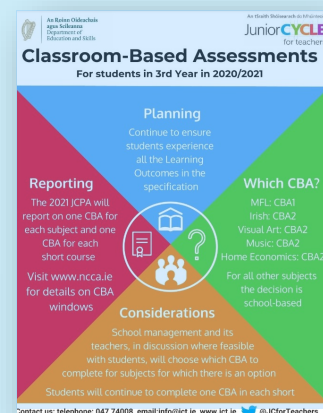 An Roinn Oideachais
agus Scileanna
Department of
Education and Skills
JuniorCYCLE
for teachers
Classroom-Based Assessments
For students in 3rd Year in 2020/2021
Planning
Continue to ensure
students experience
all the Learning
Outcomes in the
specification
Reporting
The 2021 JCPA will
report on one CBA for
each subject and one
CBA for each
short course
Visit www.ncca.ie
for details on CBA
windows
Which CBA?
MFL: CBA1
Irish: CBA2
Visual Art: CBA2
Music: CBA2
Home Economics: CBA2
For all other subjects
the decision is
school-based
Considerations
School management and its
teachers, in discussion where feasible
with students, will choose which CBA to
complete for subjects for which there is an option
Students will continue to complete one CBA in each short
Contact us: telephone: 047 74008 email:info@jct.ie www.jct.ie @JCforTeachers